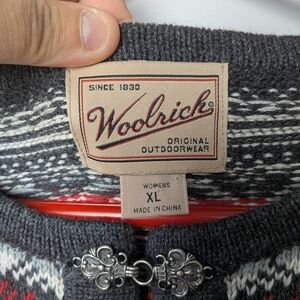 SINCE 1830
Woolrich
ORIGINAL
OUTDOORWEAR
WOMENS
XL
MADE IN CHINA